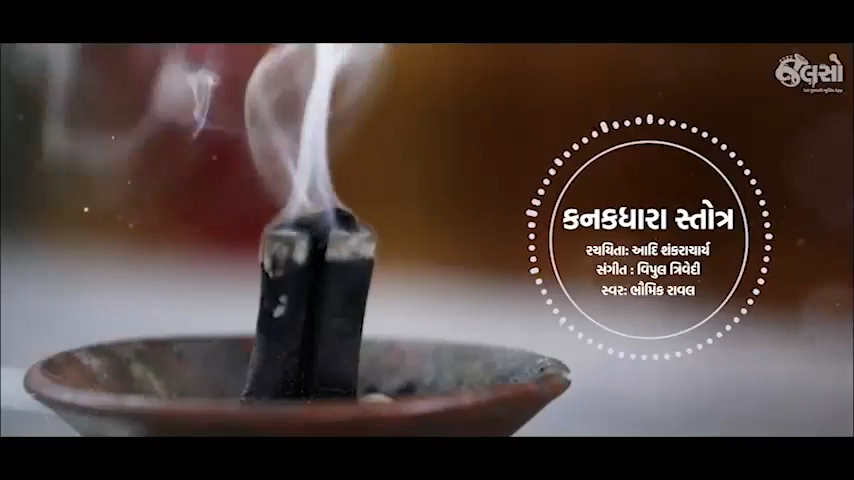 જલસો
કનકધારા સ્તોત્ર
રચયિતા: આદિ શંકરાચાર્ય
સંગીત : વિપુલ ત્રિવેદી
સ્વર: ભૌમિક રાવલ